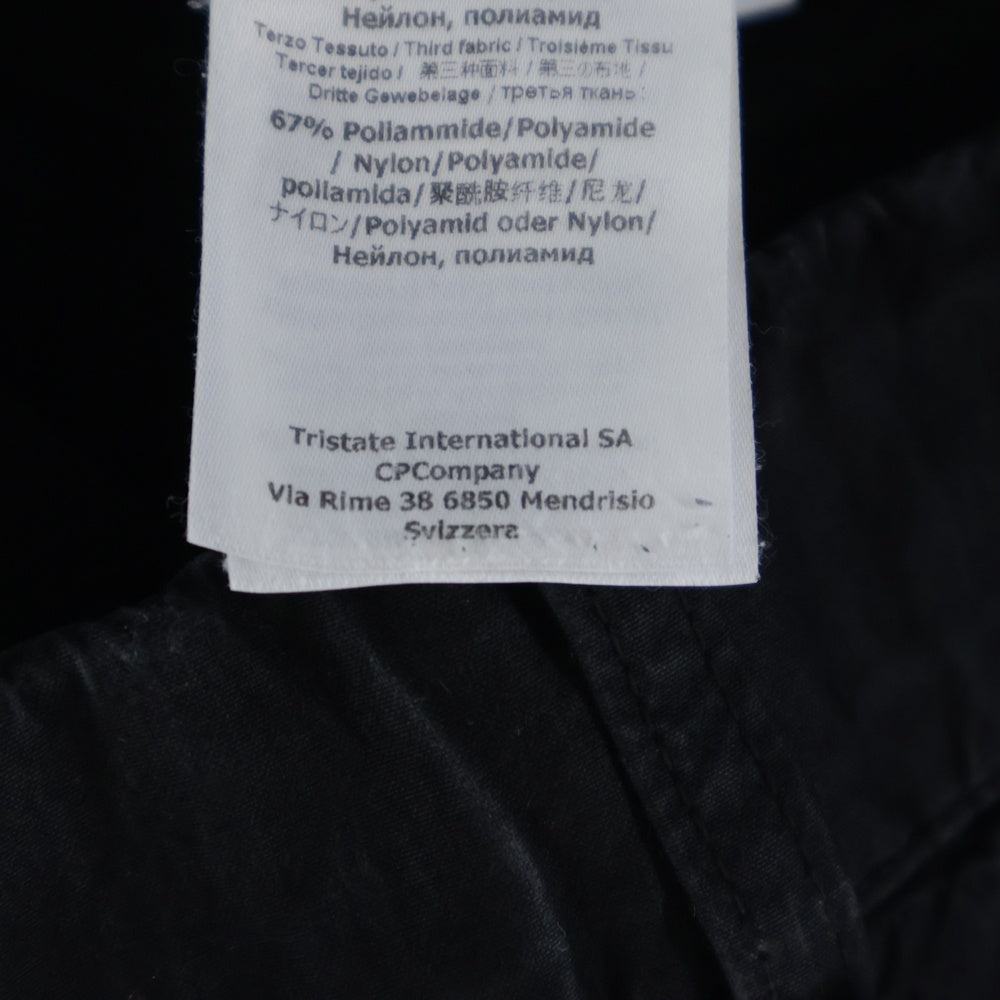 Нейлон, полиамид
Terzo Tessuto / Third fabric / Troisiéme Tissu
Tercer tejido / 第三种面料 / 第三の布地 /
Dritte Gewebelage / третья ткань:
67% Poliammide/Polyamide
/ Nylon/Polyamide/
poliamida/聚酰胺纤维/尼龙/
ナイロン/Polyamid oder Nylon/
Нейлон, полиамид
Tristate International SA
CPCompany
Via Rime 38 6850 Mendrisio
Svizzera